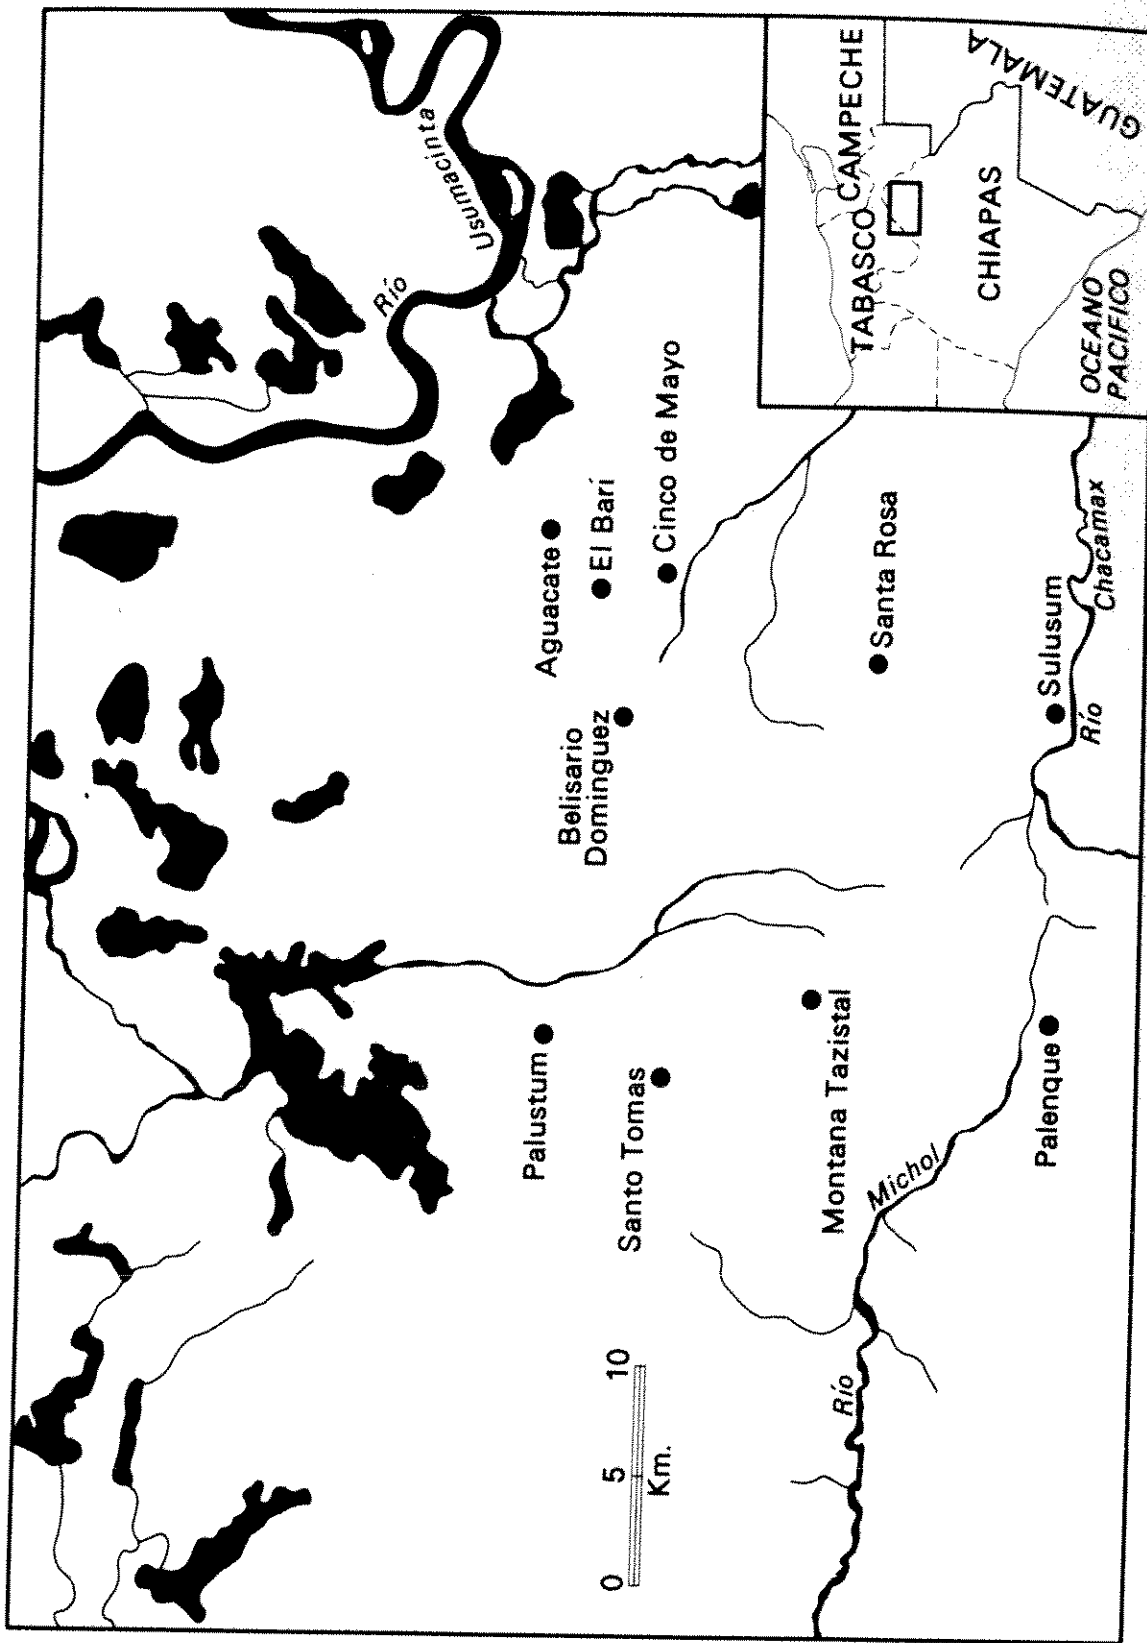 Río
Usumacinta
Aguacate
El Barí
Cinco de Mayo
Belisario
Dominguez
Palustum
Santo Tomas
Santa Rosa
Montana Tazistal
Sulusum
Río
Chacamax
Palenque
Río
Michol
0 5 10
Km.
TABASCO
CAMPECHE
CHIAPAS
GUATEMALA
OCEANO
PACIFICO